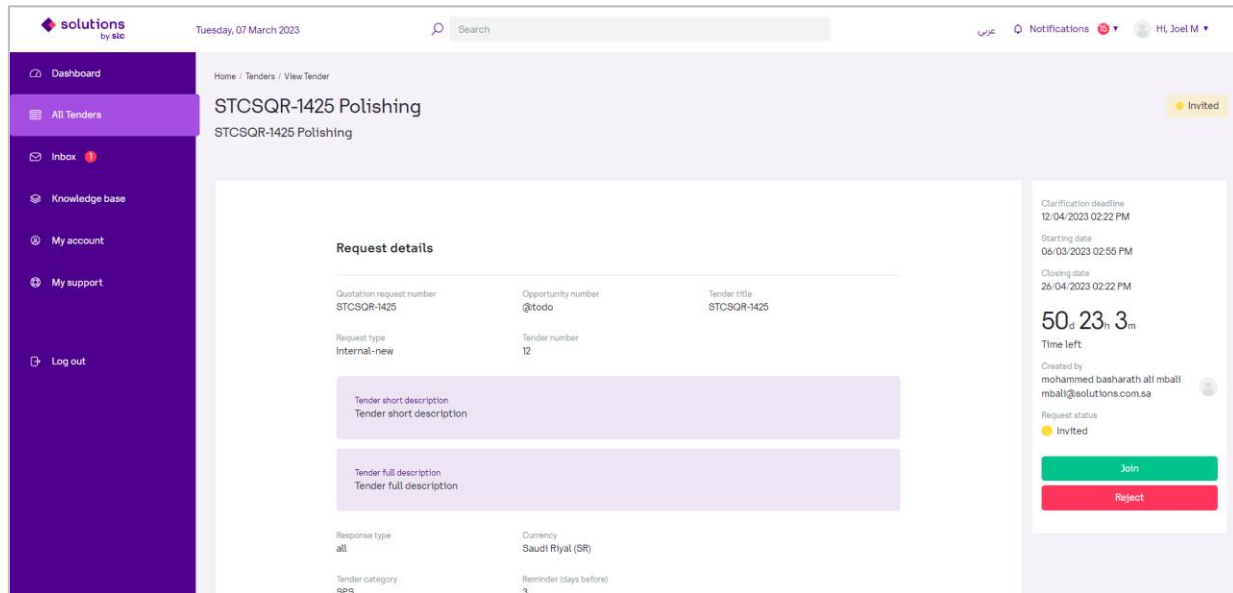 solutions
by stc
Tuesday, 07 March 2023
Search
عربي
Notifications
Hi, Joel M
Dashboard
All Tenders
Inbox 1
Knowledge base
My account
My support
Log out
Home / Tenders / View Tender
STCSQR-1425 Polishing
STCSQR-1425 Polishing
Invited
Request details
Quotation request number
STCSQR-1425
Opportunity number
@todo
Tender title
STCSQR-1425
Request type
Internal-new
Tender number
12
Tender short description
Tender short description
Tender full description
Tender full description
Response type
all
Currency
Saudi Riyal (SR)
Tender category
SPS
Reminder (days before)
3
Clarification deadline
12/04/2023 02:22 PM
Starting date
06/03/2023 02:55 PM
Closing date
26/04/2023 02:22 PM
50d 23h 3m
Time left
Created by
mohammed basharath ali mbali
mbali@solutions.com.sa
Request status
Invited
Join
Reject